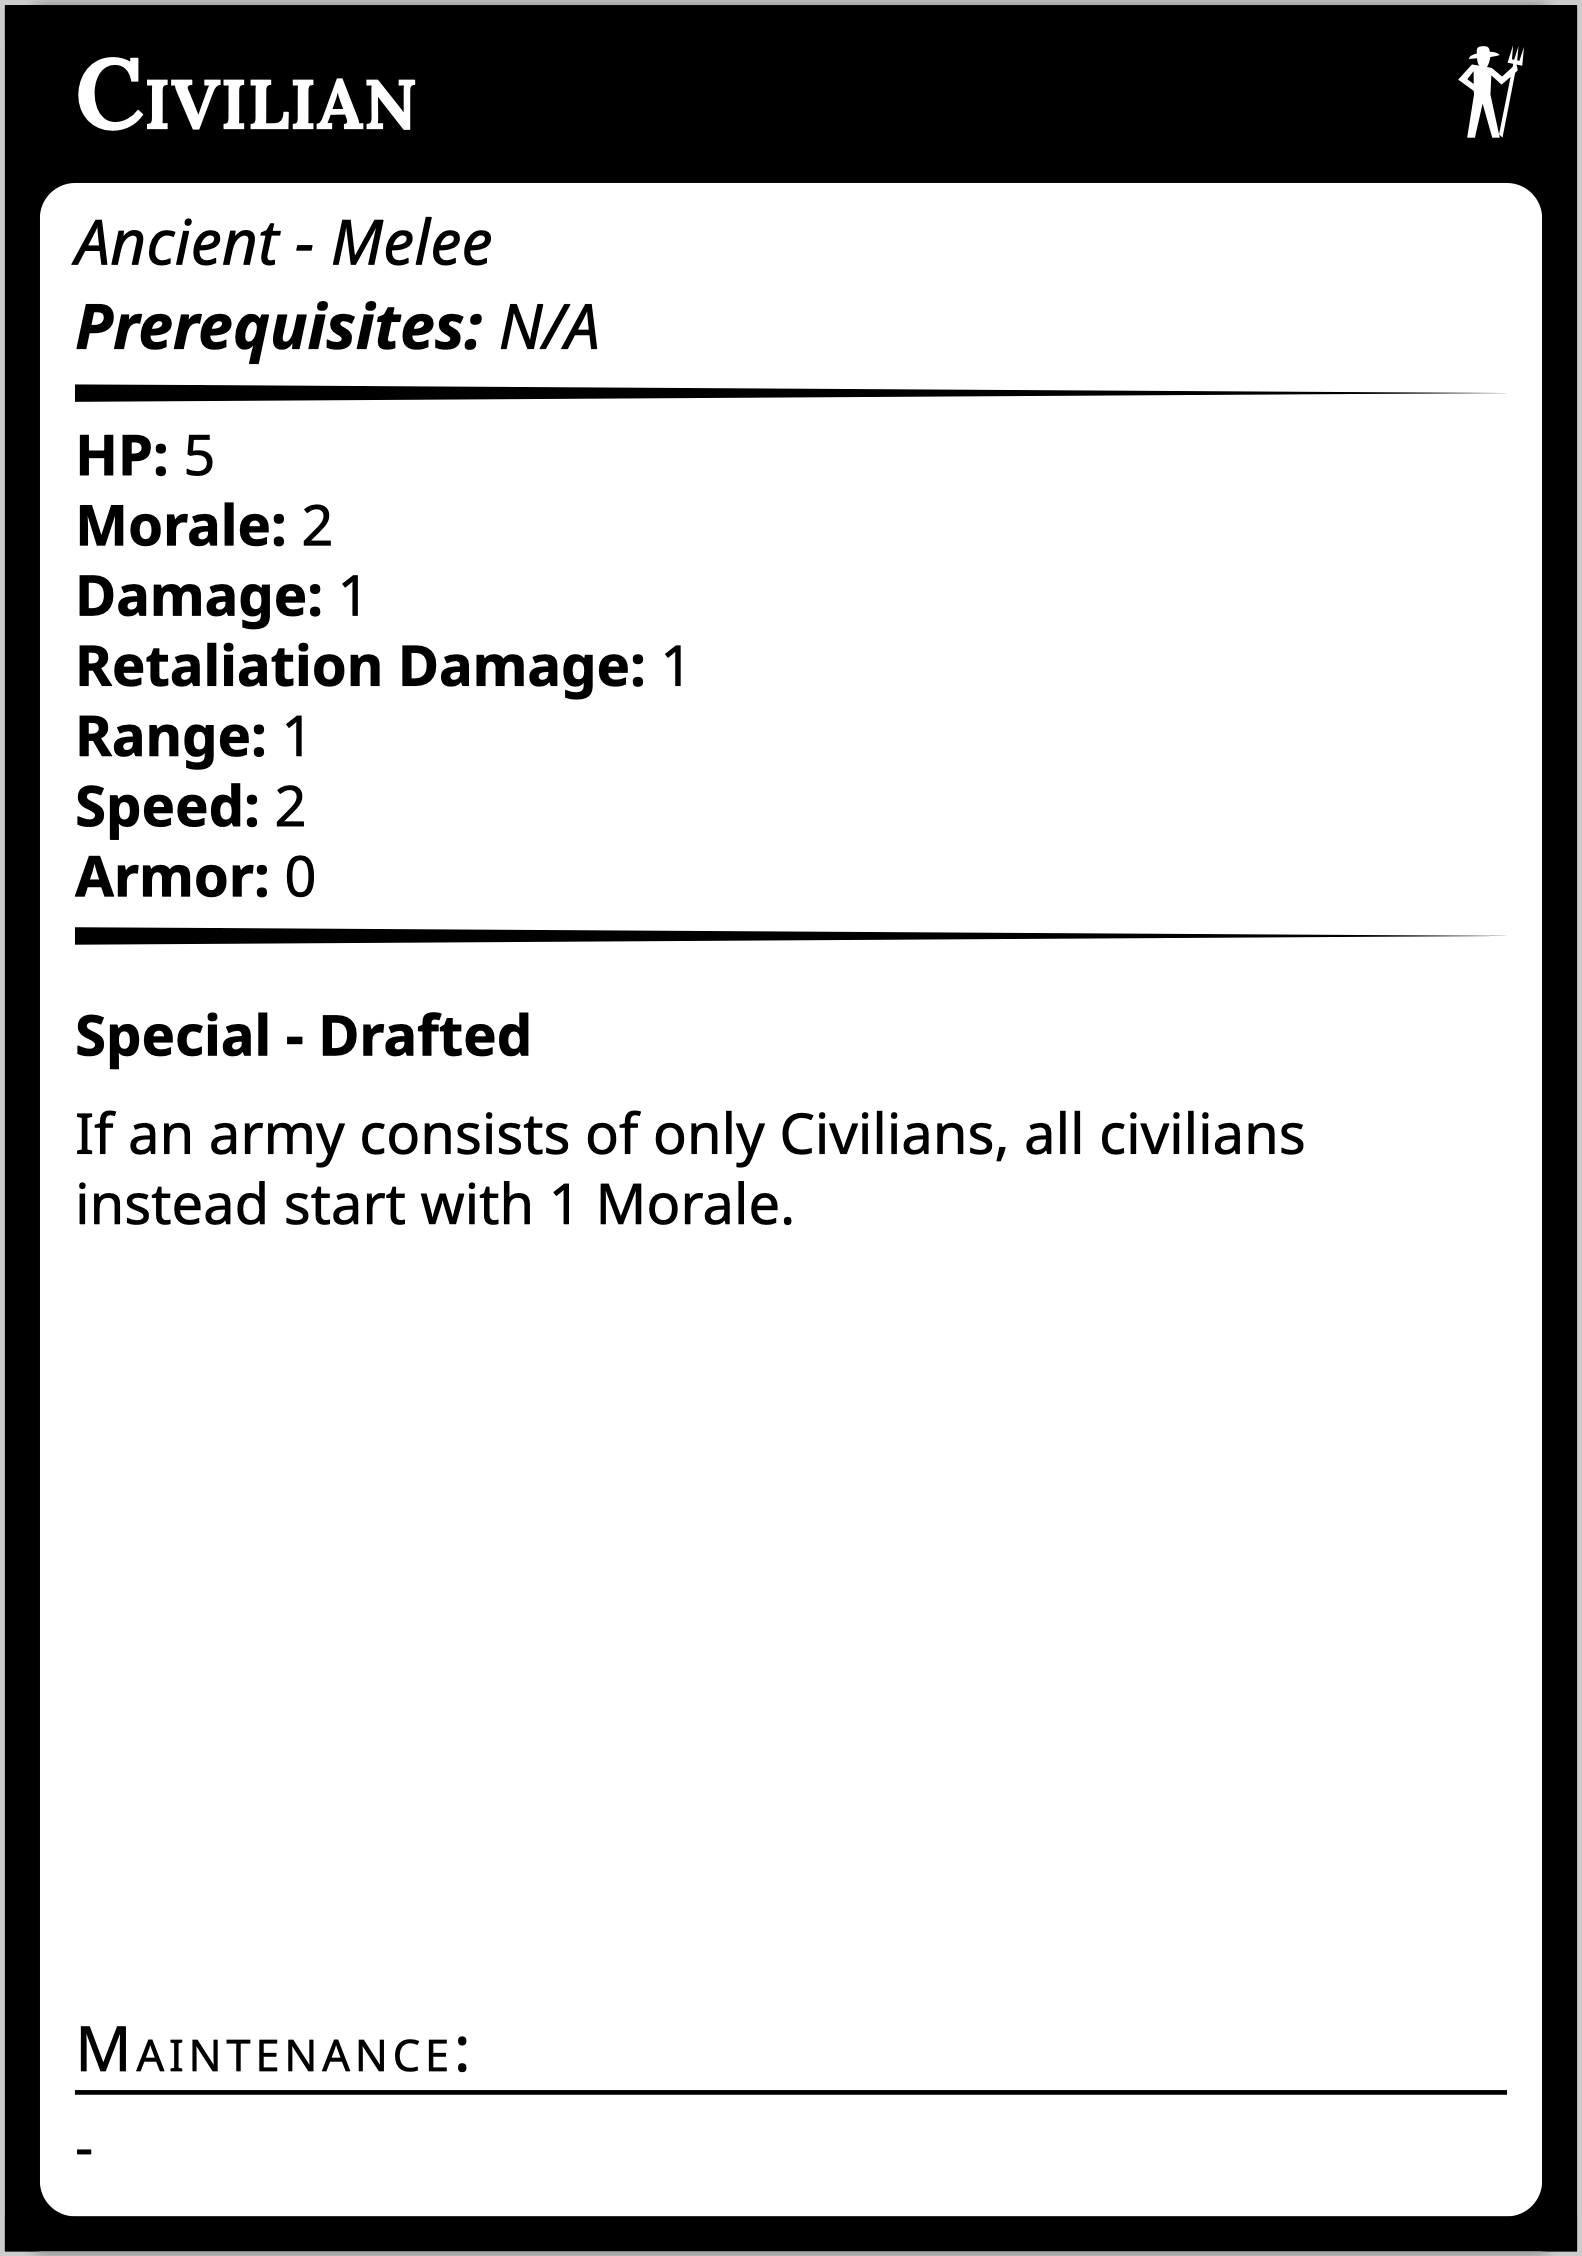 Civilian
Ancient - Melee
Prerequisites: N/A
HP: 5
Morale: 2
Damage: 1
Retaliation Damage: 1
Range: 1
Speed: 2
Armor: 0
Special - Drafted
If an army consists of only Civilians, all civilians
instead start with 1 Morale.
Maintenance:
-